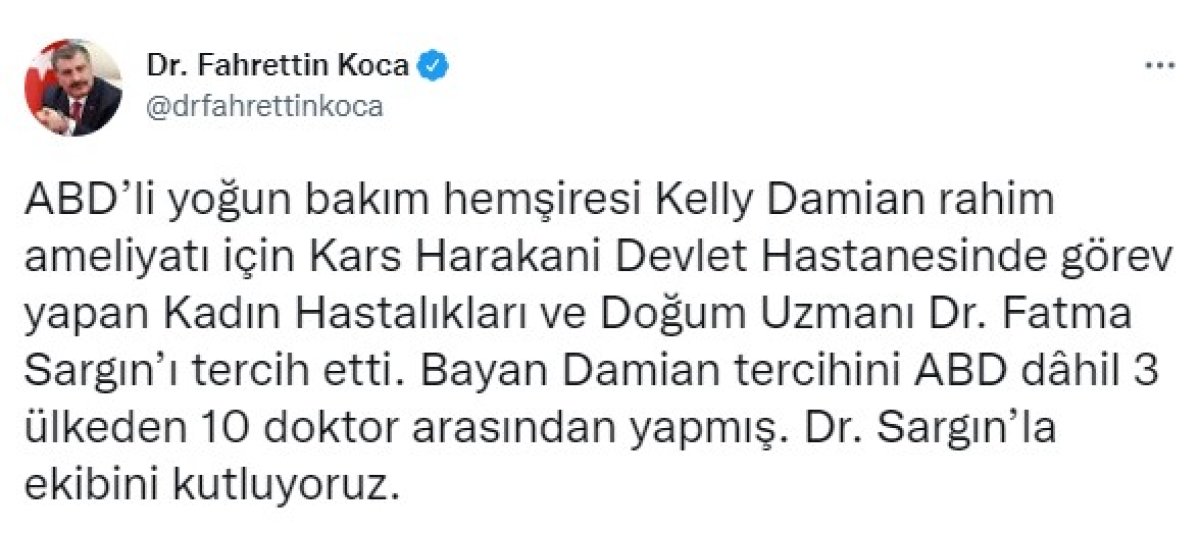 Dr. Fahrettin Koca
@drfahrettinkoca
ABD’li yoğun bakım hemşiresi Kelly Damian rahim
ameliyatı için Kars Harakani Devlet Hastanesinde görev
yapan Kadın Hastalıkları ve Doğum Uzmanı Dr. Fatma
Sargın’ı tercih etti. Bayan Damian tercihini ABD dâhil 3
ülkeden 10 doktor arasından yapmış. Dr. Sargın’la
ekibini kutluyoruz.